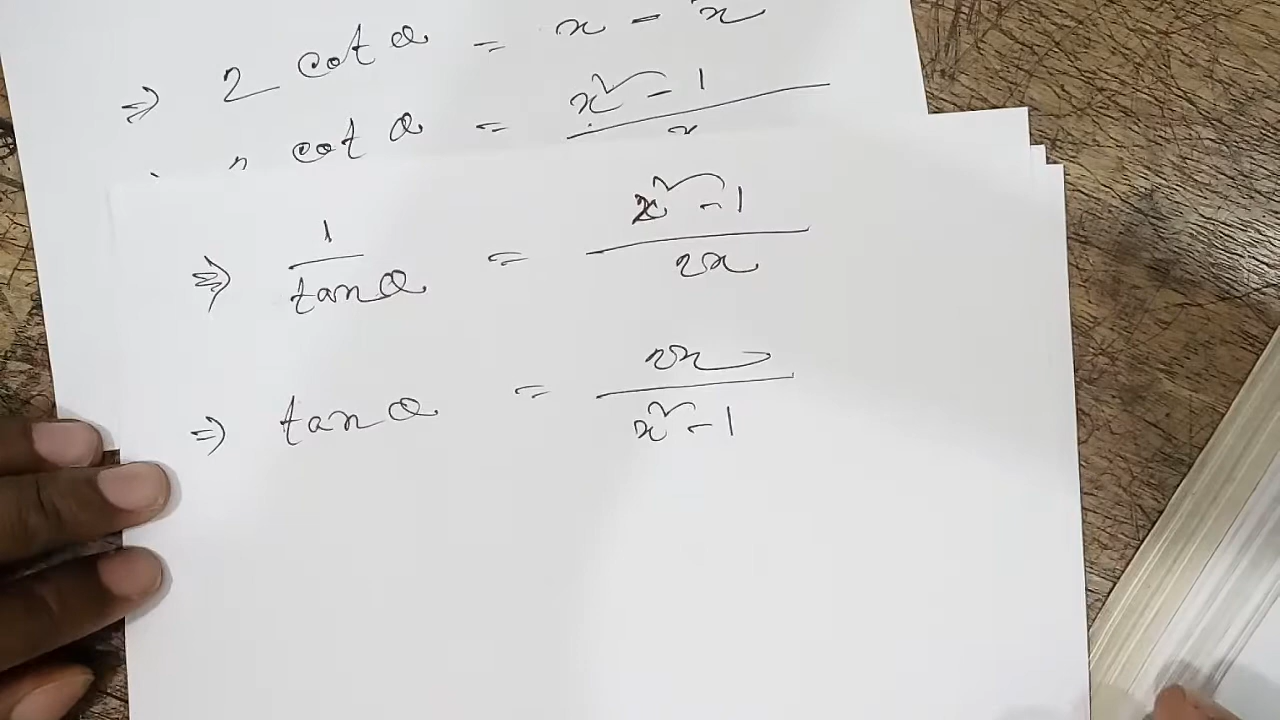 ⇒ 2 cot θ = x - x
cot θ = x² - 1 / x
⇒ 1 / tan θ = x² - 1 / 2x
⇒ tan θ = 2x / x² - 1